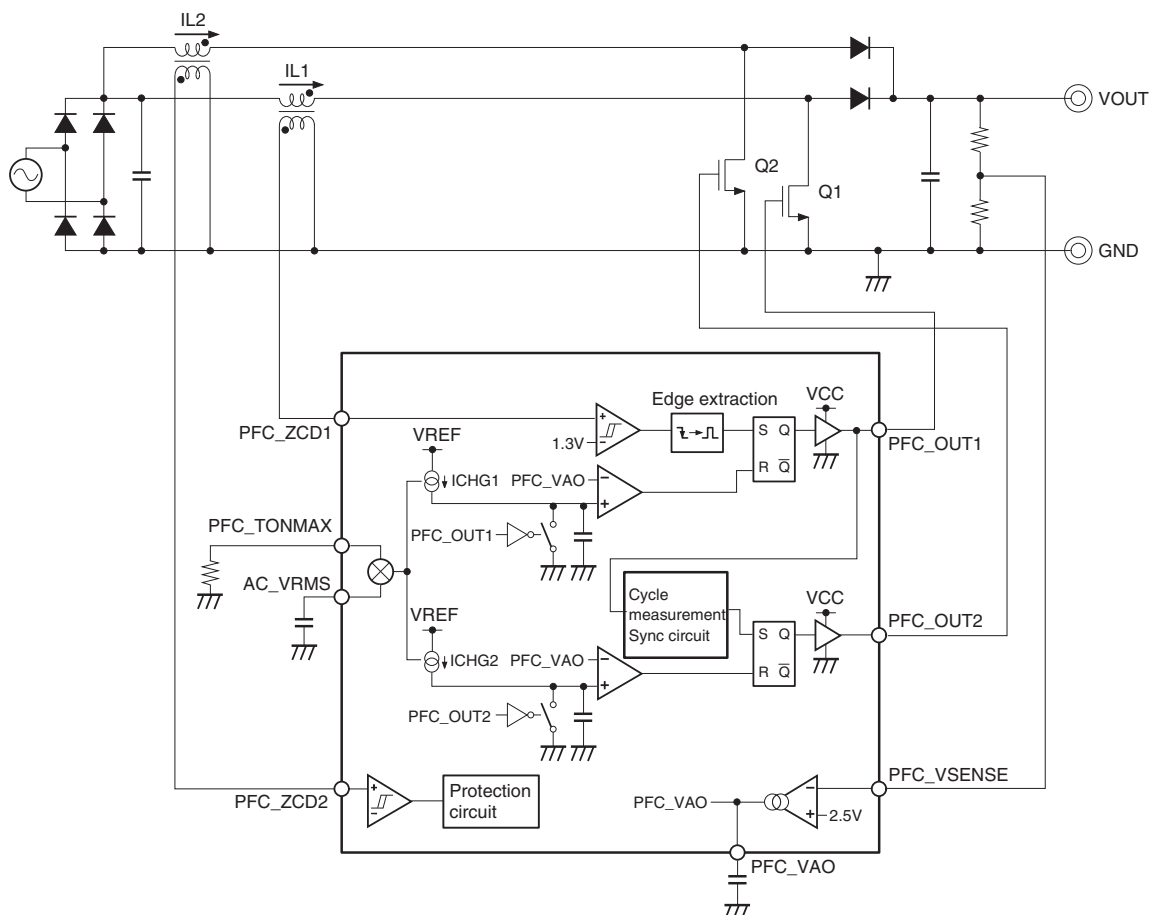 IL2
IL1
VOUT
Q2
Q1
GND
Edge extraction
VCC
PFC_ZCD1
+
−
1.3V
S Q
R Q̅
PFC_OUT1
VREF
ICHG1
PFC_VAO
−
+
PFC_TONMAX
PFC_OUT1
AC_VRMS
Cycle
measurement
Sync circuit
VCC
VREF
S Q
R Q̅
PFC_OUT2
ICHG2
PFC_VAO
−
+
PFC_OUT2
PFC_ZCD2
+
−
Protection
circuit
PFC_VSENSE
PFC_VAO
−
+
2.5V
PFC_VAO